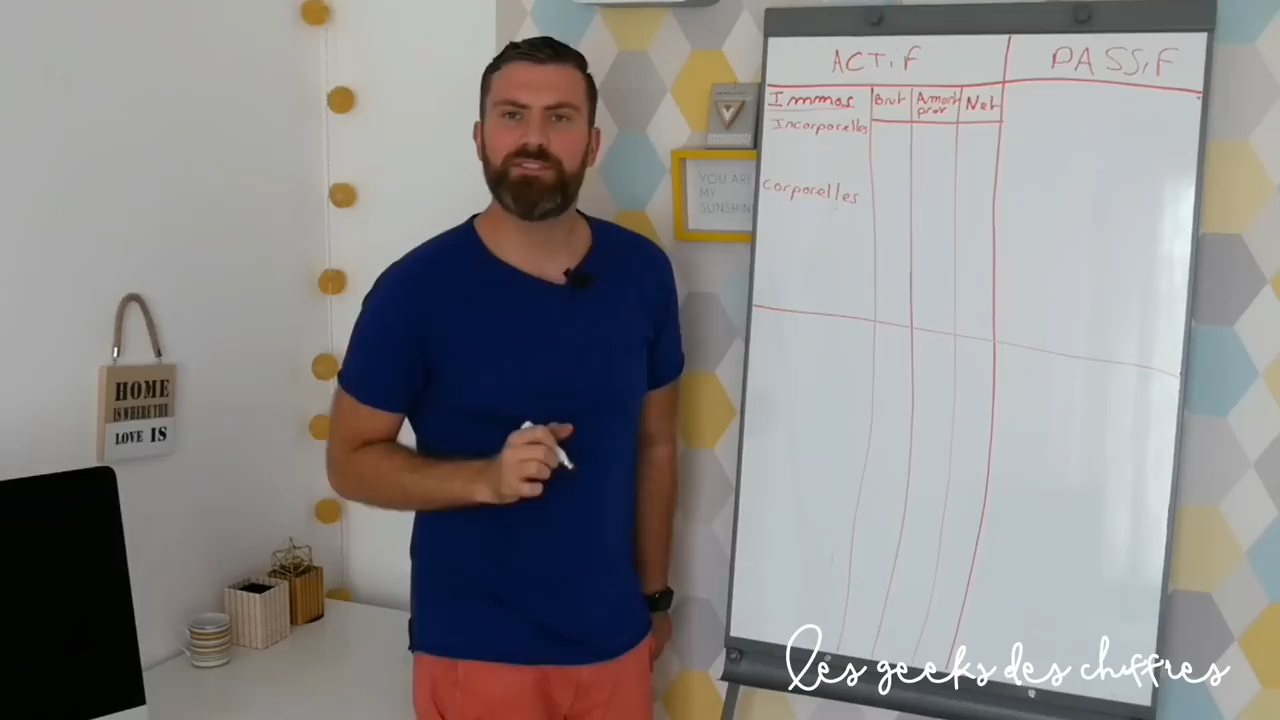 ACTIF
PASSIF
Immos
Brut
Amort
prov
Net
Incorporelles
Corporelles
YOU ARE
MY
SUNSHIN
HOME
IS WHERE THE
LOVE IS
les geeks des chiffres